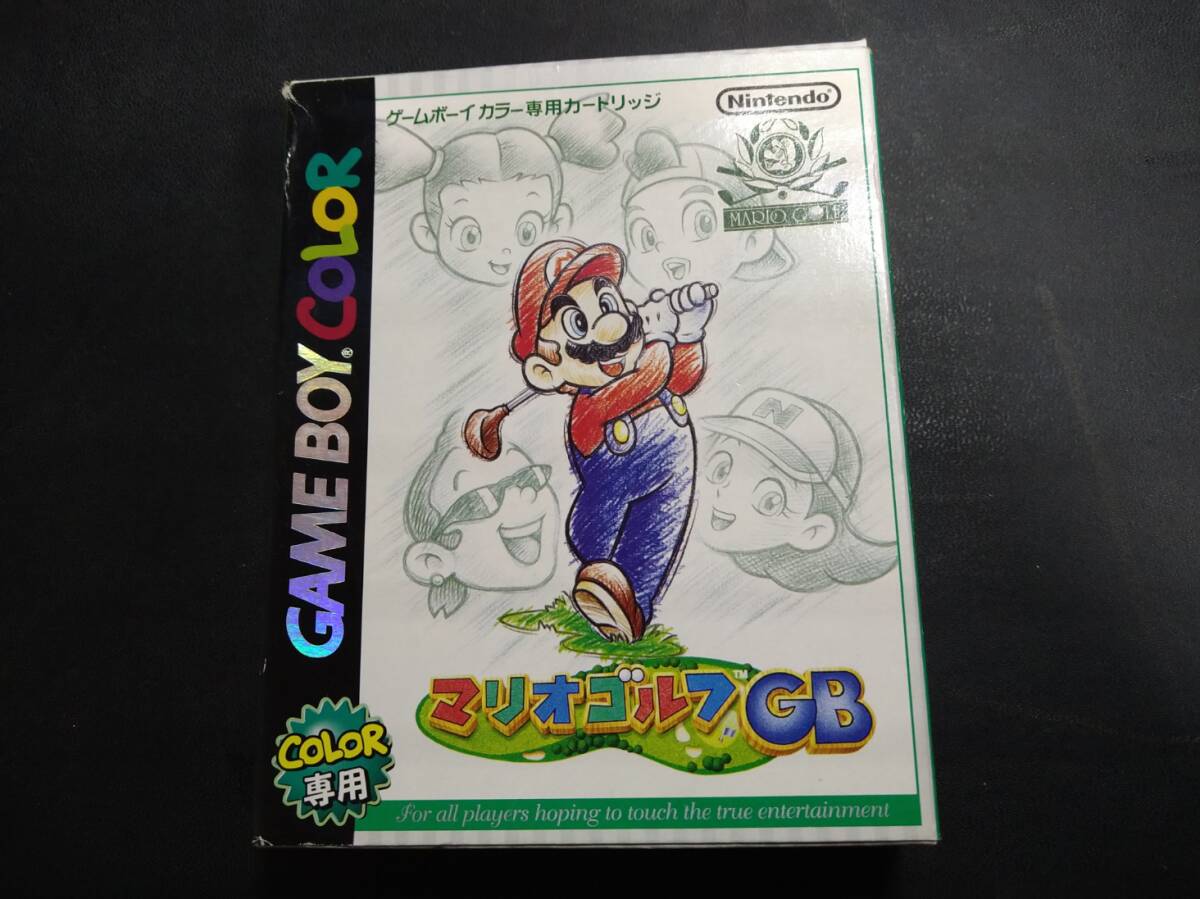 ゲームボーイ カラー専用カートリッジ
Nintendo
MARIO GOLF
GAME BOY COLOR
®
M
N
マリオゴルフGB
TM
COLOR
専用
For all players hoping to touch the true entertainment